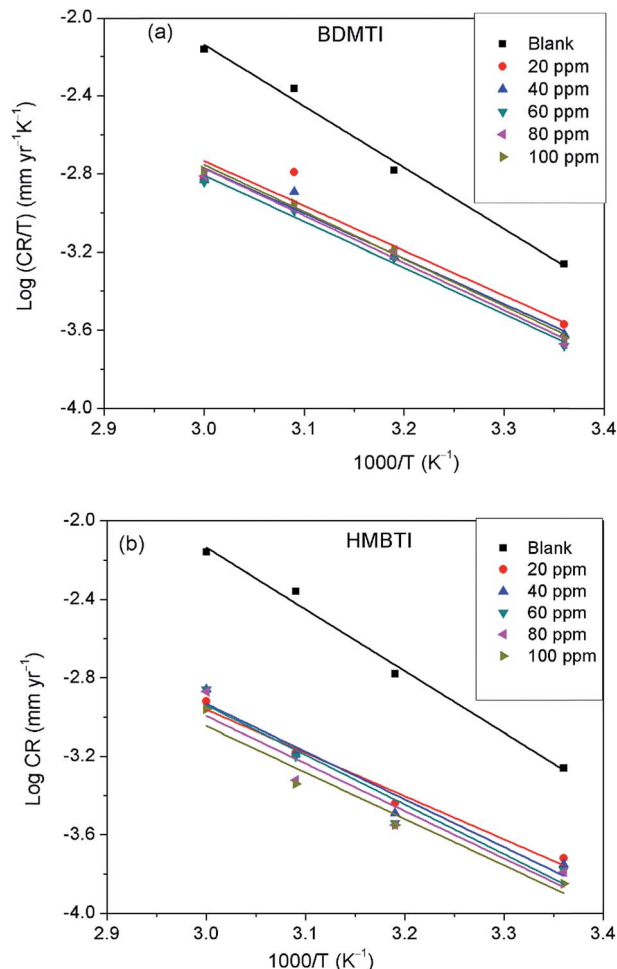 (a)
BDMTI
Blank
20 ppm
40 ppm
60 ppm
80 ppm
100 ppm
Log (CR/T) (mm yr⁻¹K⁻¹)
-2.0
-2.4
-2.8
-3.2
-3.6
-4.0
2.9 3.0 3.1 3.2 3.3 3.4
1000/T (K⁻¹)
(b)
HMBTI
Blank
20 ppm
40 ppm
60 ppm
80 ppm
100 ppm
Log CR (mm yr⁻¹)
-2.0
-2.4
-2.8
-3.2
-3.6
-4.0
2.9 3.0 3.1 3.2 3.3 3.4
1000/T (K⁻¹)